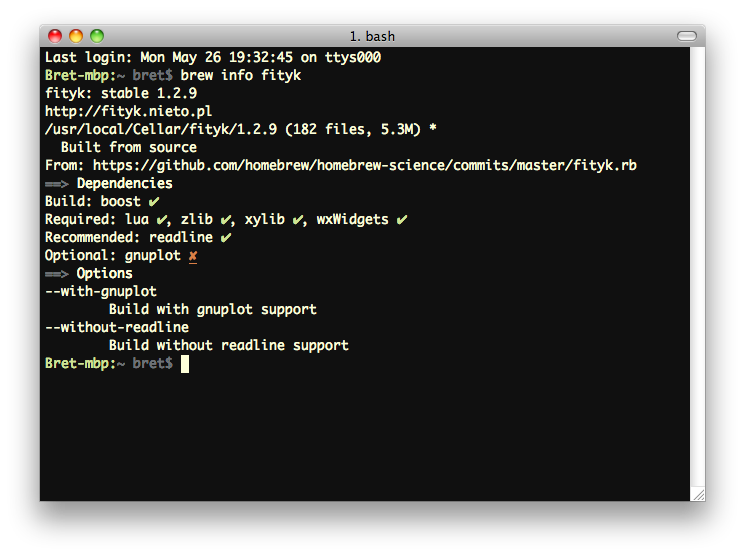 1. bash
Last login: Mon May 26 19:32:45 on ttys000
Bret-mbp:~ bret$ brew info fityk
fityk: stable 1.2.9
http://fityk.nieto.pl
/usr/local/Cellar/fityk/1.2.9 (182 files, 5.3M) *
  Built from source
From: https://github.com/homebrew/homebrew-science/commits/master/fityk.rb
==> Dependencies
Build: boost ✔
Required: lua ✔, zlib ✔, xylib ✔, wxWidgets ✔
Recommended: readline ✔
Optional: gnuplot ✘
==> Options
--with-gnuplot
        Build with gnuplot support
--without-readline
        Build without readline support
Bret-mbp:~ bret$